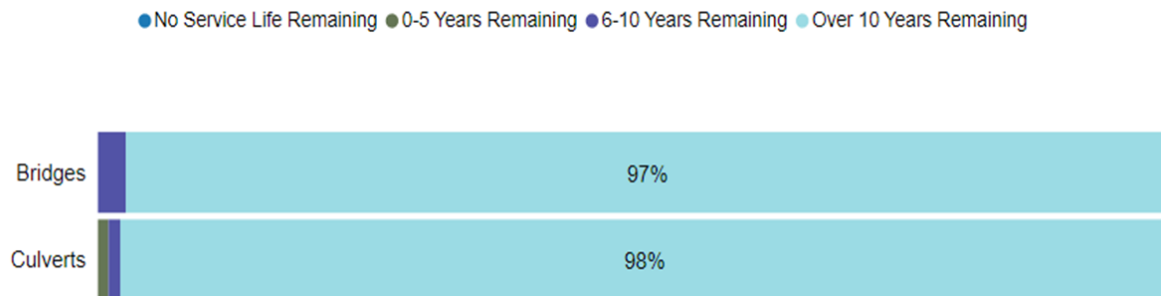 No Service Life Remaining 0-5 Years Remaining 6-10 Years Remaining Over 10 Years Remaining
Bridges 97%
Culverts 98%